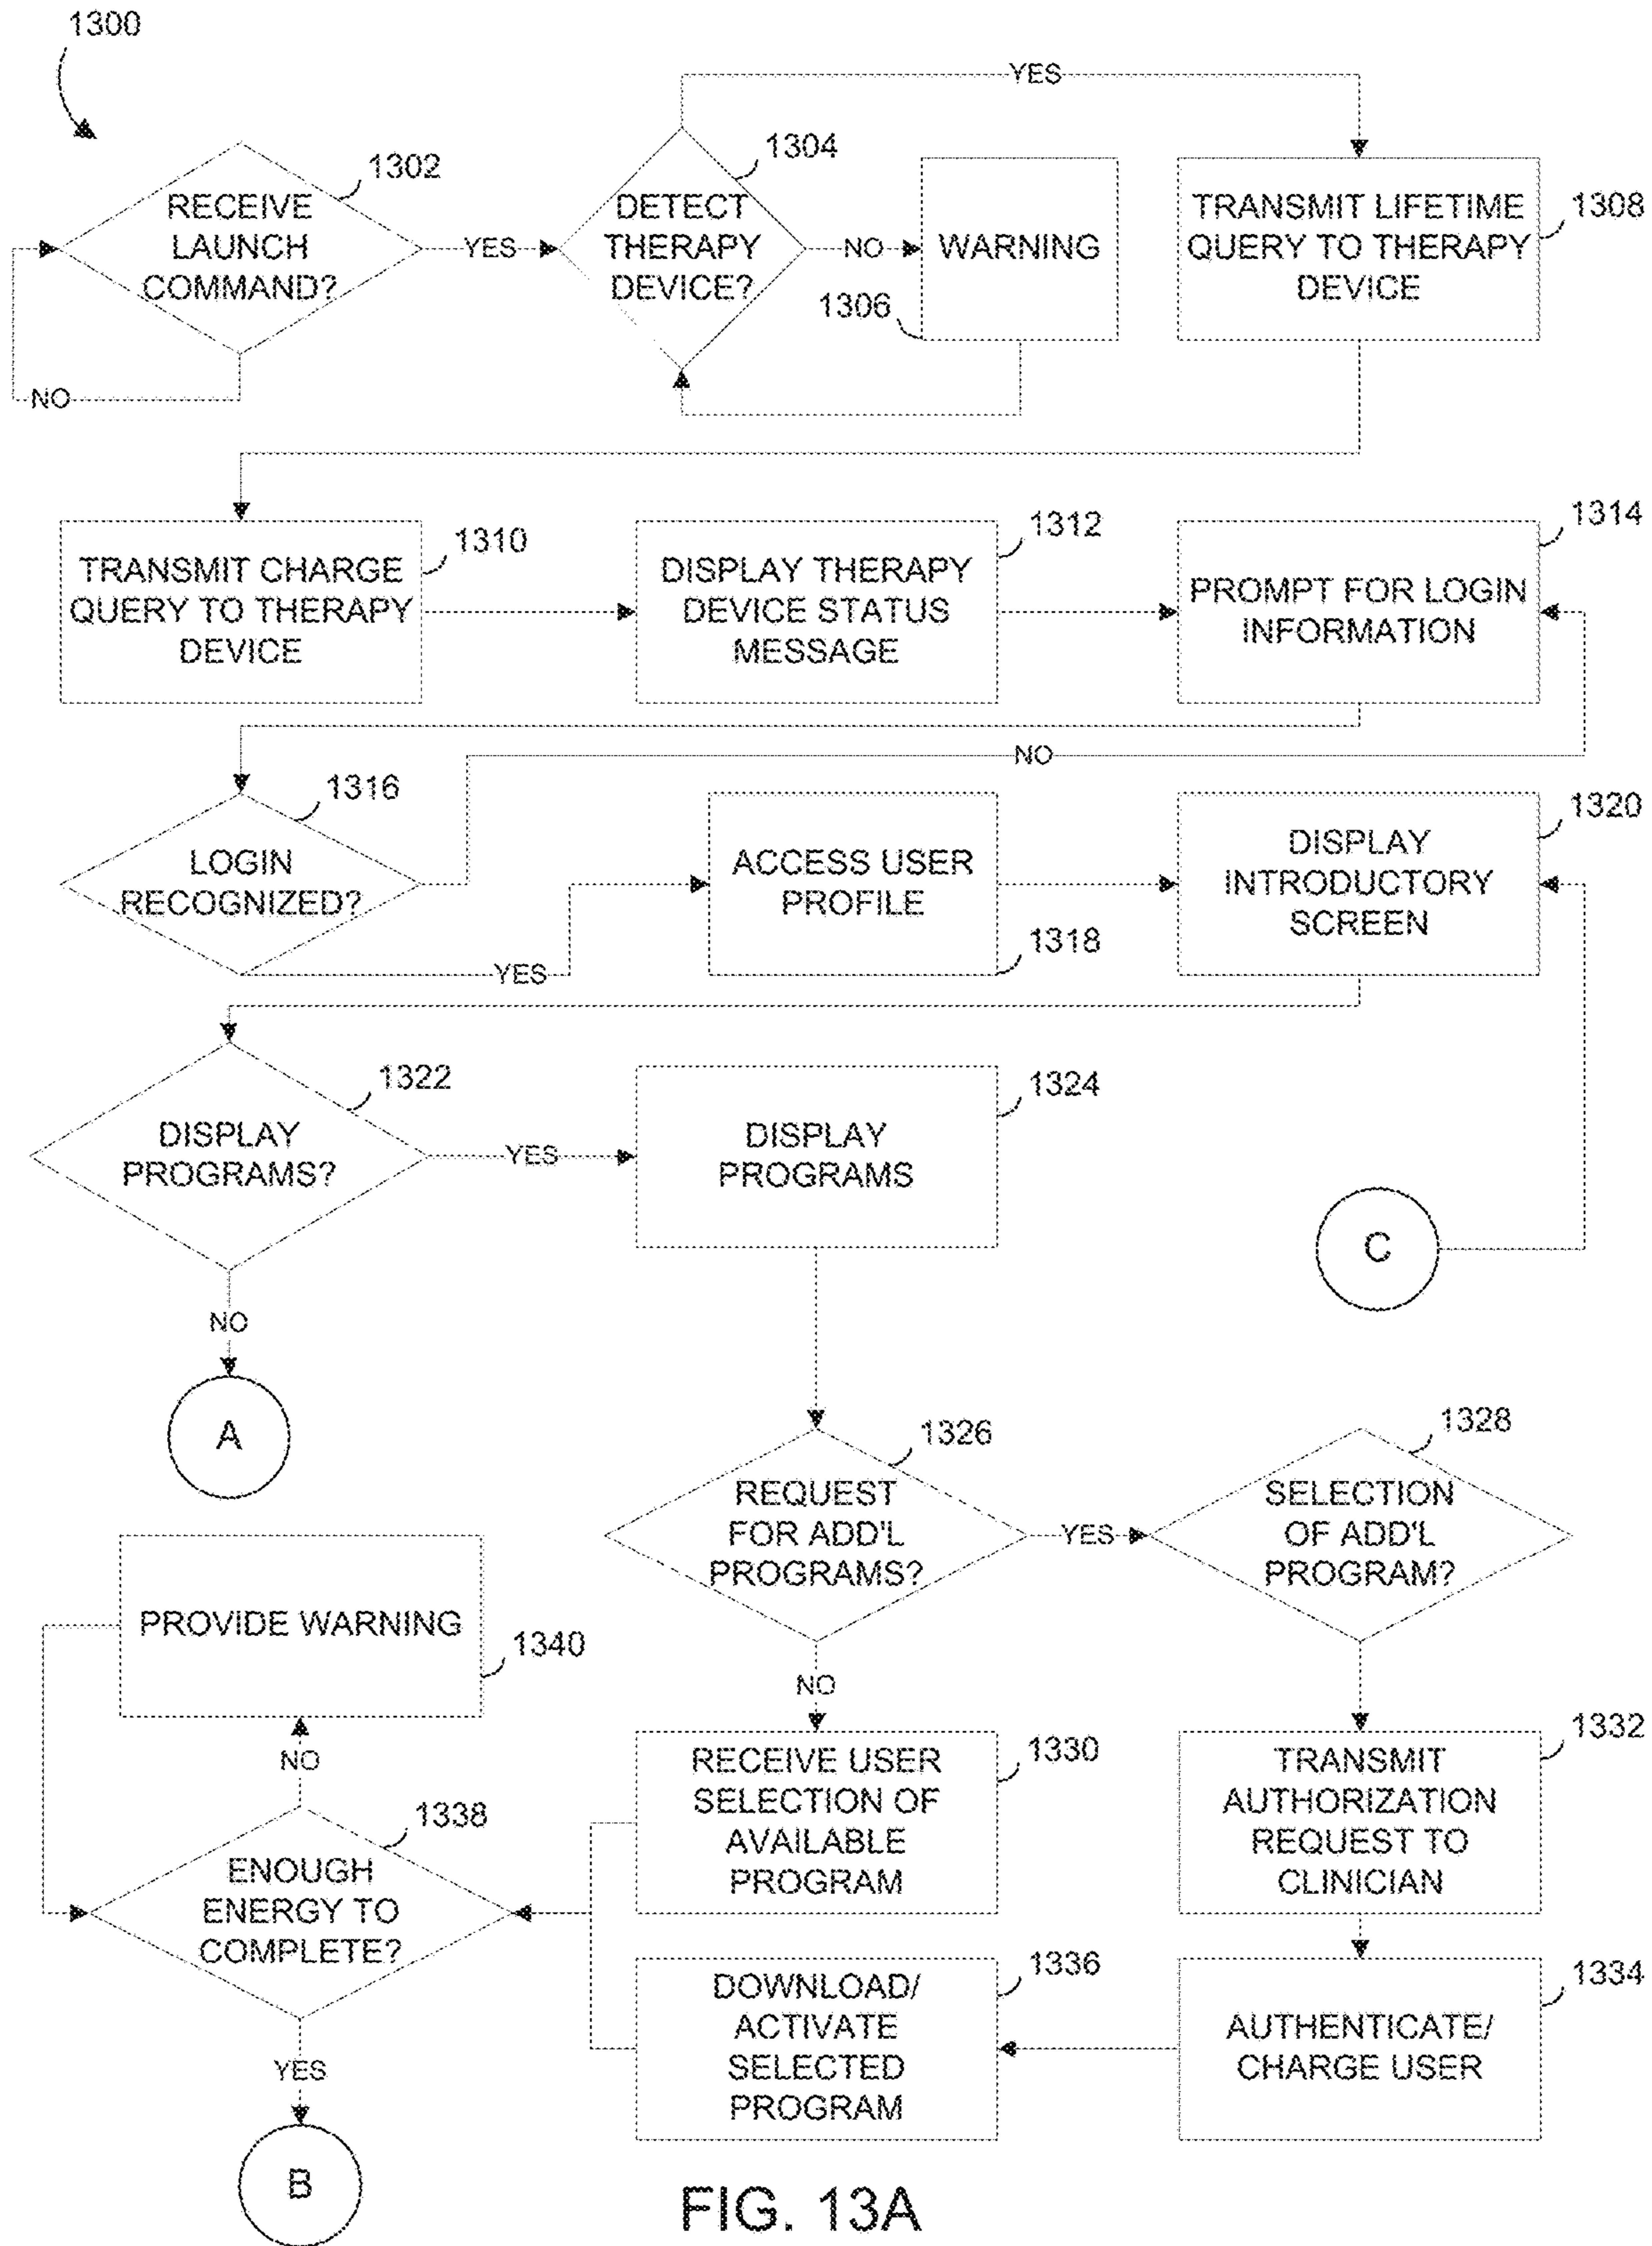 1300
YES
1302
RECEIVE
LAUNCH
COMMAND?
NO
YES
1304
DETECT
THERAPY
DEVICE?
NO
WARNING
1306
TRANSMIT LIFETIME
QUERY TO THERAPY
DEVICE
1308
TRANSMIT CHARGE
QUERY TO THERAPY
DEVICE
1310
DISPLAY THERAPY
DEVICE STATUS
MESSAGE
1312
PROMPT FOR LOGIN
INFORMATION
1314
NO
1316
LOGIN
RECOGNIZED?
YES
ACCESS USER
PROFILE
1318
DISPLAY
INTRODUCTORY
SCREEN
1320
1322
DISPLAY
PROGRAMS?
YES
NO
A
1324
DISPLAY
PROGRAMS
C
1326
REQUEST
FOR ADD'L
PROGRAMS?
YES
NO
1328
SELECTION
OF ADD'L
PROGRAM?
1330
RECEIVE USER
SELECTION OF
AVAILABLE
PROGRAM
1332
TRANSMIT
AUTHORIZATION
REQUEST TO
CLINICIAN
1334
AUTHENTICATE/
CHARGE USER
1336
DOWNLOAD/
ACTIVATE
SELECTED
PROGRAM
PROVIDE WARNING
1340
NO
1338
ENOUGH
ENERGY TO
COMPLETE?
YES
B
FIG. 13A